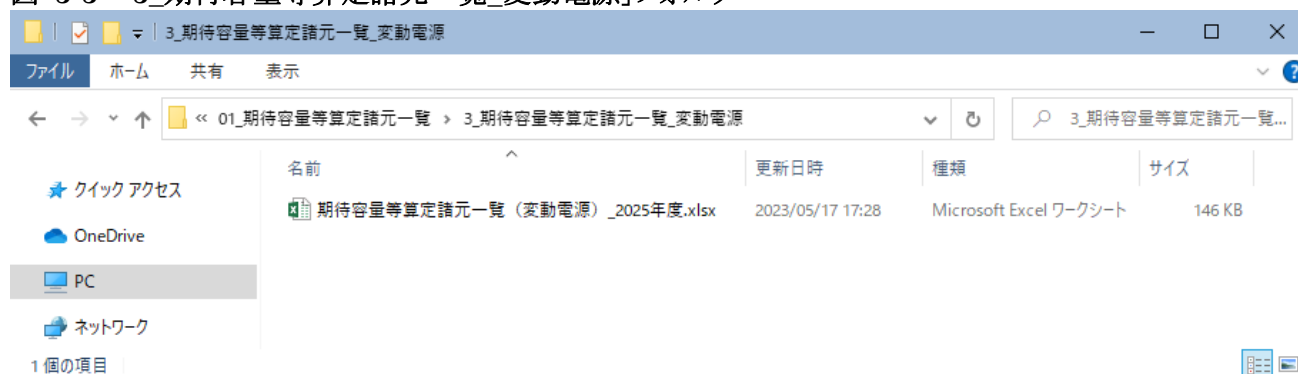 3_期待容量等算定諸元一覧_変動電源
ファイル ホーム 共有 表示
« 01_期待容量等算定諸元一覧 › 3_期待容量等算定諸元一覧_変動電源 3_期待容量等算定諸元一覧...
名前 更新日時 種類 サイズ
クイック アクセス
期待容量等算定諸元一覧（変動電源）_2025年度.xlsx 2023/05/17 17:28 Microsoft Excel ワークシート 146 KB
OneDrive
PC
ネットワーク
1 個の項目